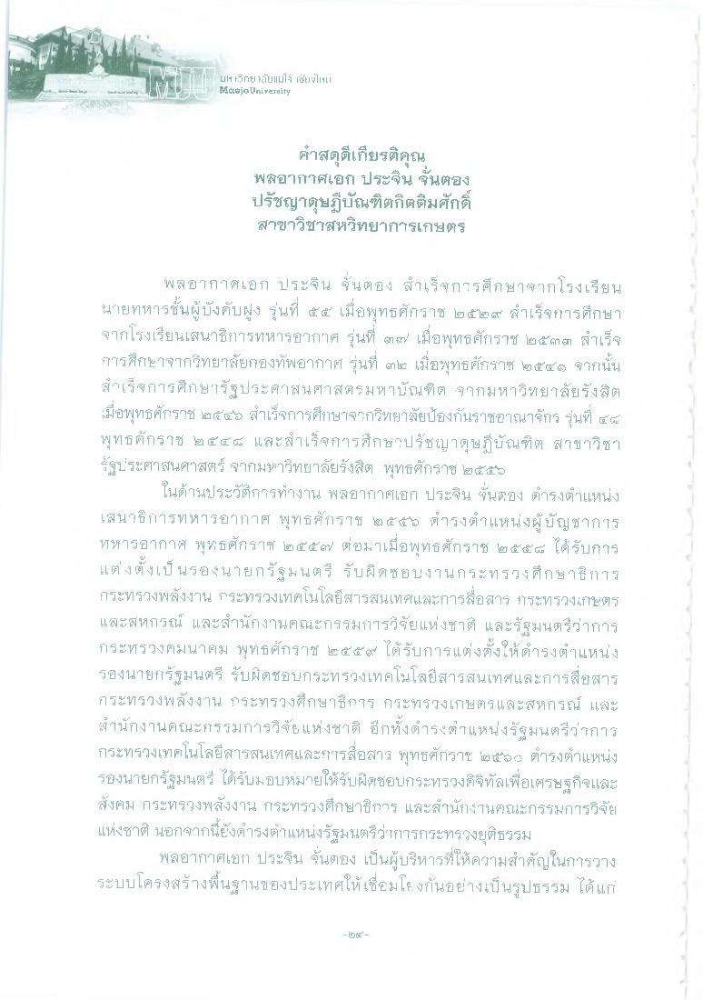 MJU
มหาวิทยาลัยแม่โจ้ เชียงใหม่
Maejo University
คำสดุดีเกียรติคุณ
พลอากาศเอก ประจิน จั่นตอง
ปรัชญาดุษฎีบัณฑิตกิตติมศักดิ์
สาขาวิชาสหวิทยาการเกษตร
พลอากาศเอก ประจิน จั่นตอง สำเร็จการศึกษาจากโรงเรียน
นายทหารชั้นผู้บังคับฝูง รุ่นที่ ๕๕ เมื่อพุทธศักราช ๒๕๒๙ สำเร็จการศึกษา
จากโรงเรียนเสนาธิการทหารอากาศ รุ่นที่ ๓๗ เมื่อพุทธศักราช ๒๕๓๓ สำเร็จ
การศึกษาจากวิทยาลัยกองทัพอากาศ รุ่นที่ ๓๒ เมื่อพุทธศักราช ๒๕๔๑ จากนั้น
สำเร็จการศึกษารัฐประศาสนศาสตรมหาบัณฑิต จากมหาวิทยาลัยรังสิต
เมื่อพุทธศักราช ๒๕๔๖ สำเร็จการศึกษาจากวิทยาลัยป้องกันราชอาณาจักร รุ่นที่ ๔๘
พุทธศักราช ๒๕๔๘ และสำเร็จการศึกษาปรัชญาดุษฎีบัณฑิต สาขาวิชา
รัฐประศาสนศาสตร์ จากมหาวิทยาลัยรังสิต พุทธศักราช ๒๕๕๖
ในด้านประวัติการทำงาน พลอากาศเอก ประจิน จั่นตอง ดำรงตำแหน่ง
เสนาธิการทหารอากาศ พุทธศักราช ๒๕๕๖ ดำรงตำแหน่งผู้บัญชาการ
ทหารอากาศ พุทธศักราช ๒๕๕๗ ต่อมาเมื่อพุทธศักราช ๒๕๕๘ ได้รับการ
แต่งตั้งเป็นรองนายกรัฐมนตรี รับผิดชอบงานกระทรวงศึกษาธิการ
กระทรวงพลังงาน กระทรวงเทคโนโลยีสารสนเทศและการสื่อสาร กระทรวงเกษตร
และสหกรณ์ และสำนักงานคณะกรรมการวิจัยแห่งชาติ และรัฐมนตรีว่าการ
กระทรวงคมนาคม พุทธศักราช ๒๕๕๙ ได้รับการแต่งตั้งให้ดำรงตำแหน่ง
รองนายกรัฐมนตรี รับผิดชอบกระทรวงเทคโนโลยีสารสนเทศและการสื่อสาร
กระทรวงพลังงาน กระทรวงศึกษาธิการ กระทรวงเกษตรและสหกรณ์ และ
สำนักงานคณะกรรมการวิจัยแห่งชาติ อีกทั้งดำรงตำแหน่งรัฐมนตรีว่าการ
กระทรวงเทคโนโลยีสารสนเทศและการสื่อสาร พุทธศักราช ๒๕๖๐ ดำรงตำแหน่ง
รองนายกรัฐมนตรี ได้รับมอบหมายให้รับผิดชอบกระทรวงดิจิทัลเพื่อเศรษฐกิจและ
สังคม กระทรวงพลังงาน กระทรวงศึกษาธิการ และสำนักงานคณะกรรมการวิจัย
แห่งชาติ นอกจากนี้ยังดำรงตำแหน่งรัฐมนตรีว่าการกระทรวงยุติธรรม
พลอากาศเอก ประจิน จั่นตอง เป็นผู้บริหารที่ให้ความสำคัญในการวาง
ระบบโครงสร้างพื้นฐานของประเทศให้เชื่อมโยงกันอย่างเป็นรูปธรรม ได้แก่
-๒๙-